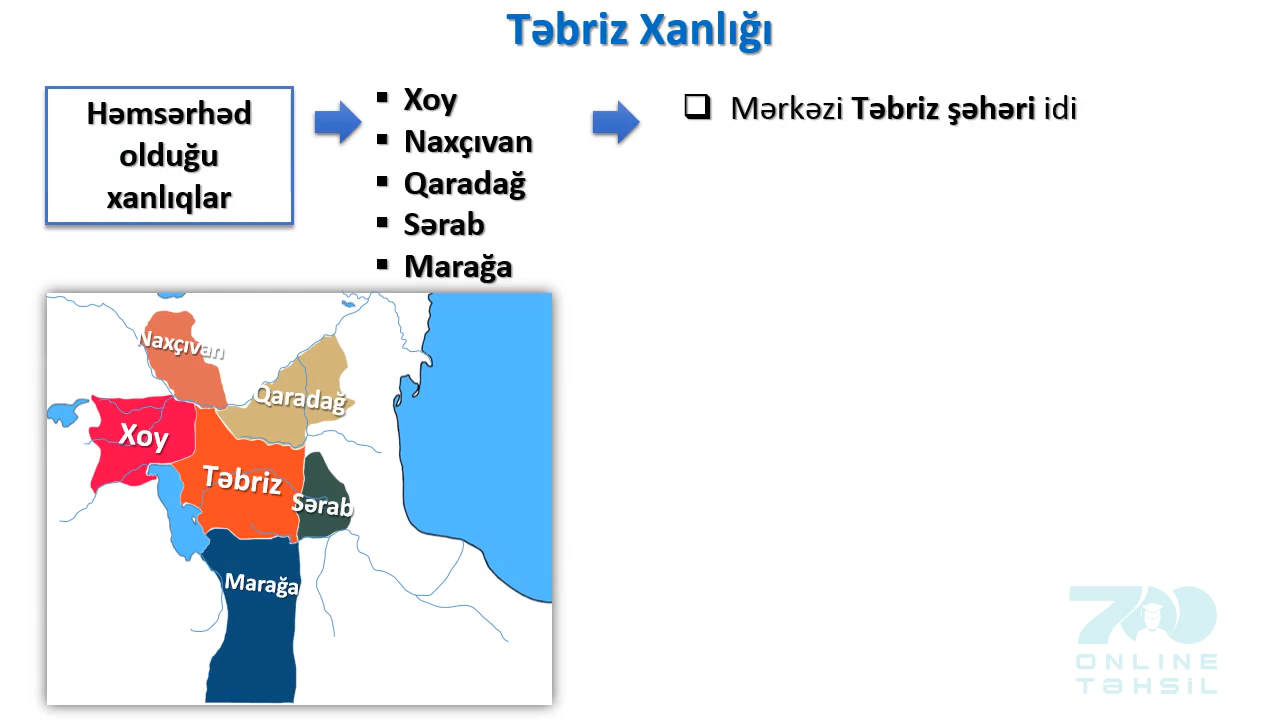 Təbriz Xanlığı
Həmsərhəd
olduğu
xanlıqlar
Xoy
Naxçıvan
Qaradağ
Sərab
Marağa
Mərkəzi Təbriz şəhəri idi
Naxçıvan
Qaradağ
Xoy
Təbriz
Sərab
Marağa
700
ONLINE
TƏHSİL